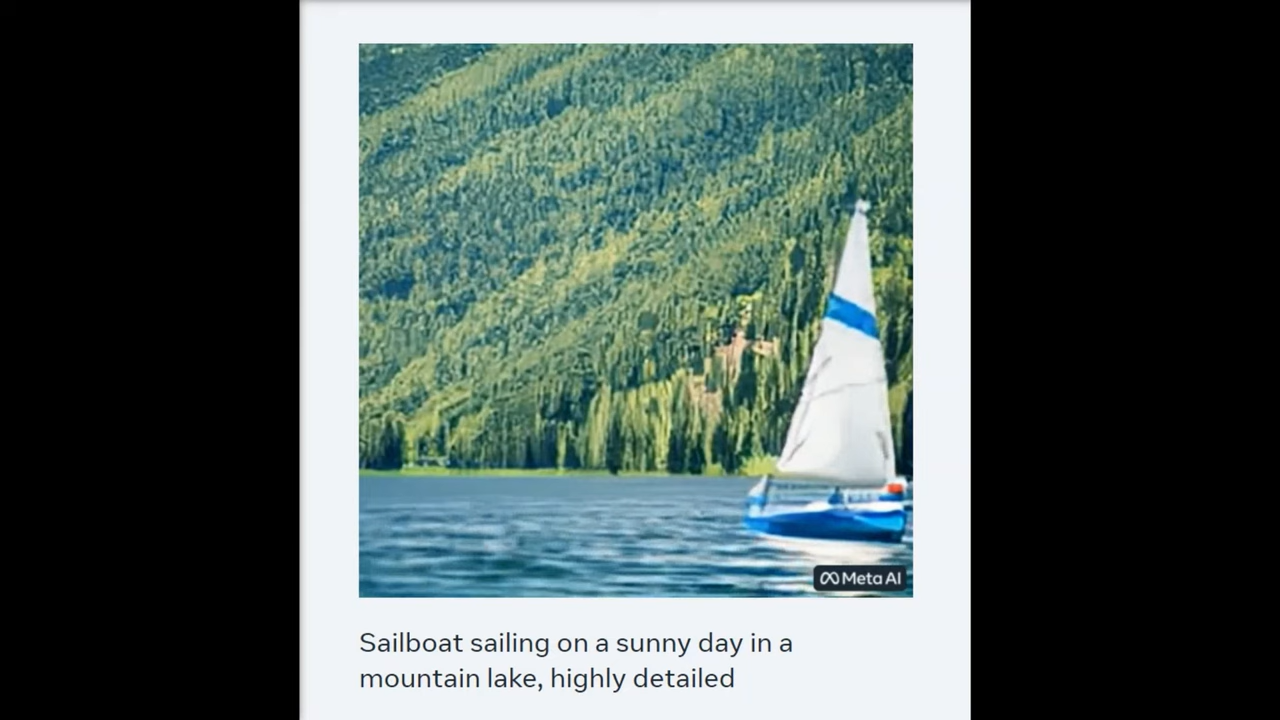 Meta AI
Sailboat sailing on a sunny day in a
mountain lake, highly detailed